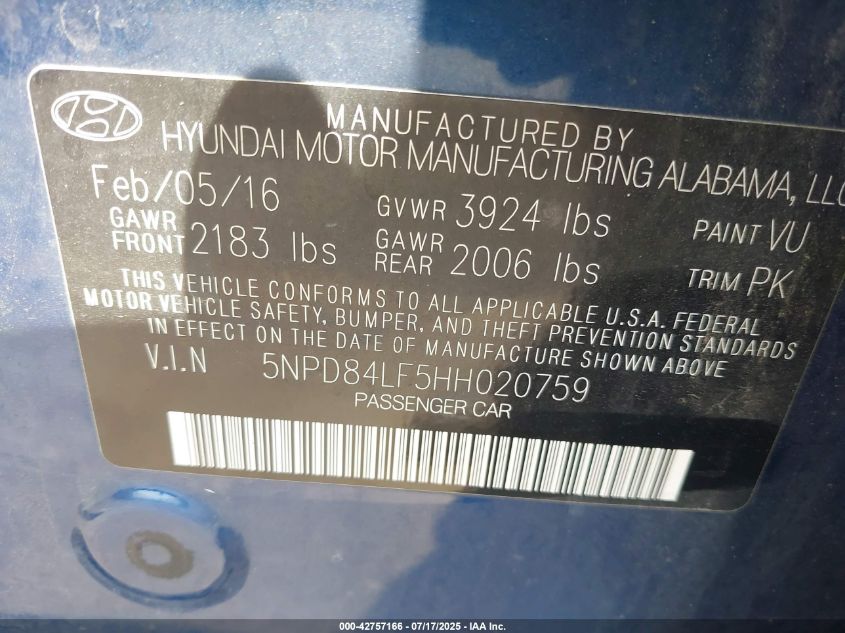 MANUFACTURED BY
HYUNDAI MOTOR MANUFACTURING ALABAMA, LLC
Feb/05/16 GVWR 3924 lbs PAINT VU
GAWR FRONT 2183 lbs GAWR REAR 2006 lbs TRIM PK
THIS VEHICLE CONFORMS TO ALL APPLICABLE U.S.A. FEDERAL
MOTOR VEHICLE SAFETY, BUMPER, AND THEFT PREVENTION STANDARDS
IN EFFECT ON THE DATE OF MANUFACTURE SHOWN ABOVE
V.I.N 5NPD84LF5HH020759
PASSENGER CAR
000-42757166 - 07/17/2025 - IAA Inc.